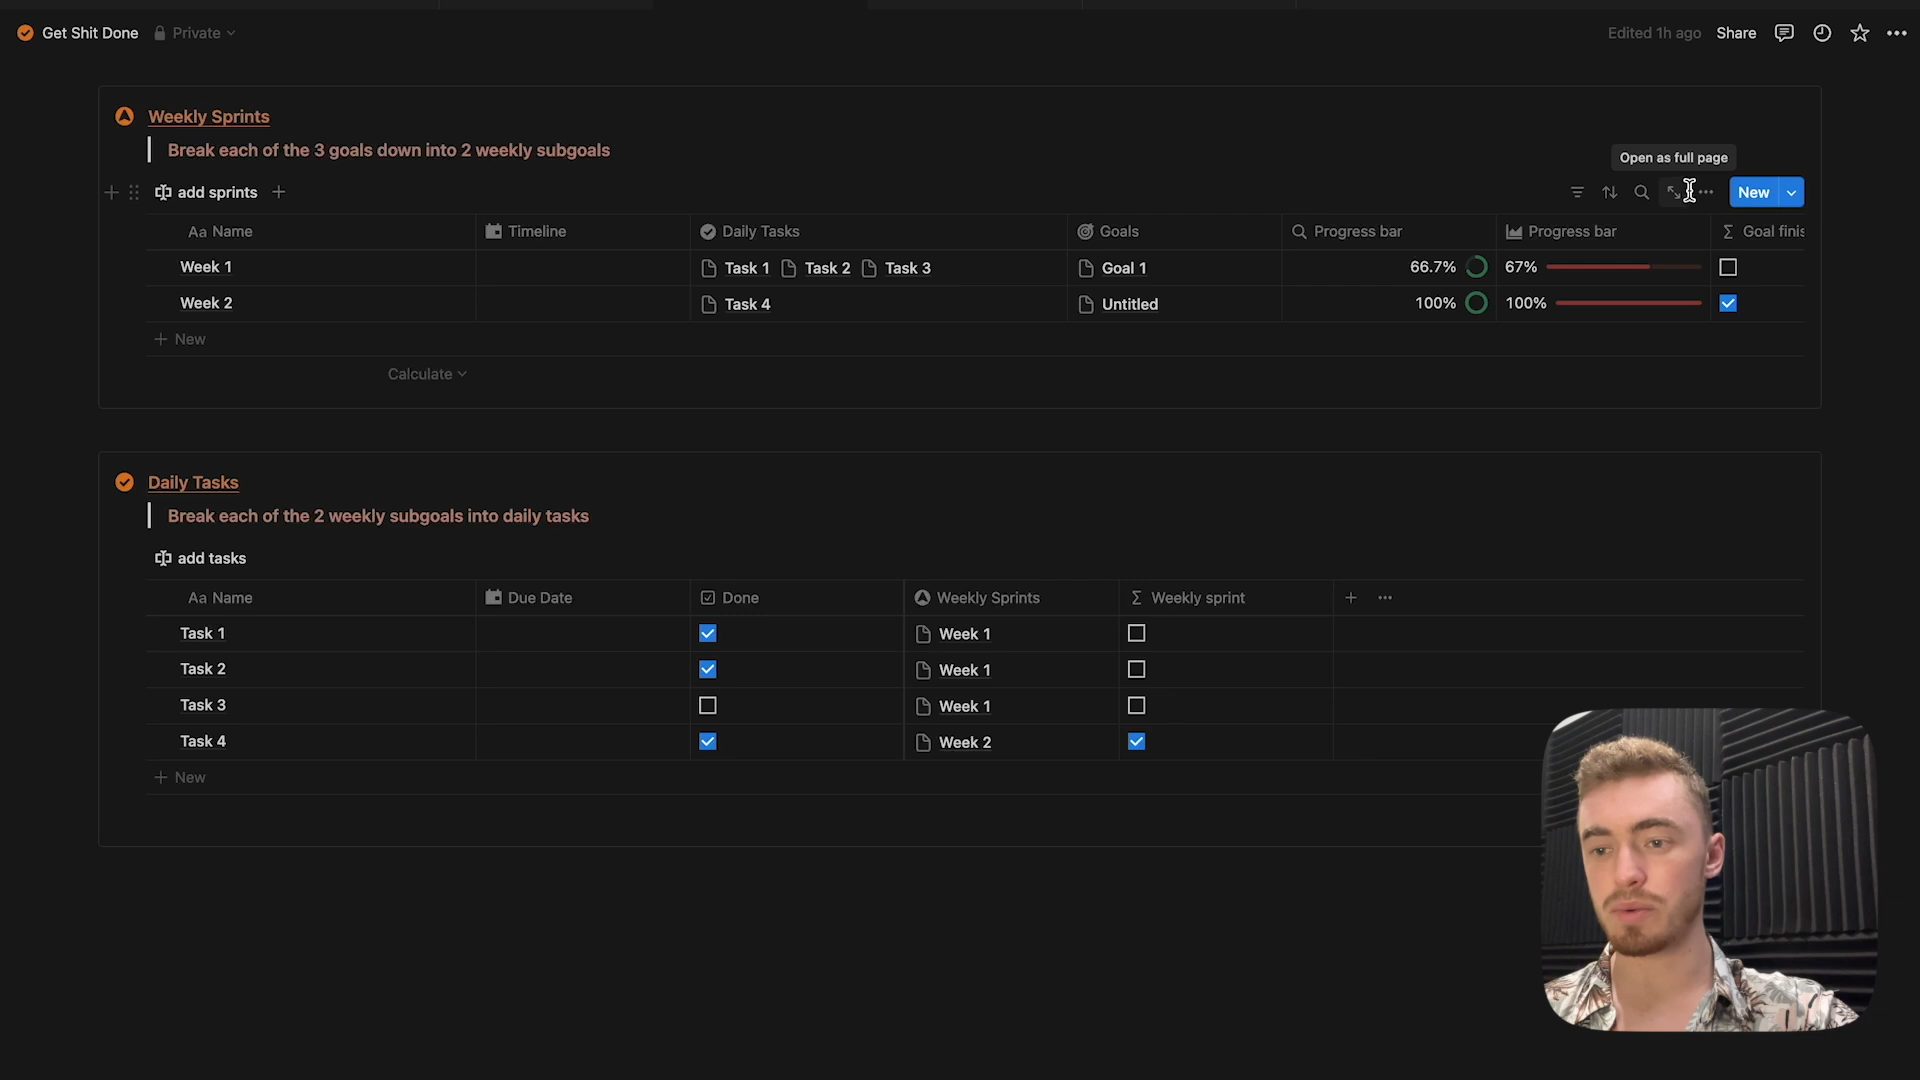 Get Shit Done Private
Edited 1h ago Share
Weekly Sprints
Break each of the 3 goals down into 2 weekly subgoals
Open as full page
add sprints
New
Aa Name Timeline Daily Tasks Goals Progress bar Progress bar Σ Goal finis
Week 1 Task 1 Task 2 Task 3 Goal 1 66.7% 67%
Week 2 Task 4 Untitled 100% 100%
+ New
Calculate
Daily Tasks
Break each of the 2 weekly subgoals into daily tasks
add tasks
Aa Name Due Date Done Weekly Sprints Σ Weekly sprint
Task 1 Week 1
Task 2 Week 1
Task 3 Week 1
Task 4 Week 2
+ New